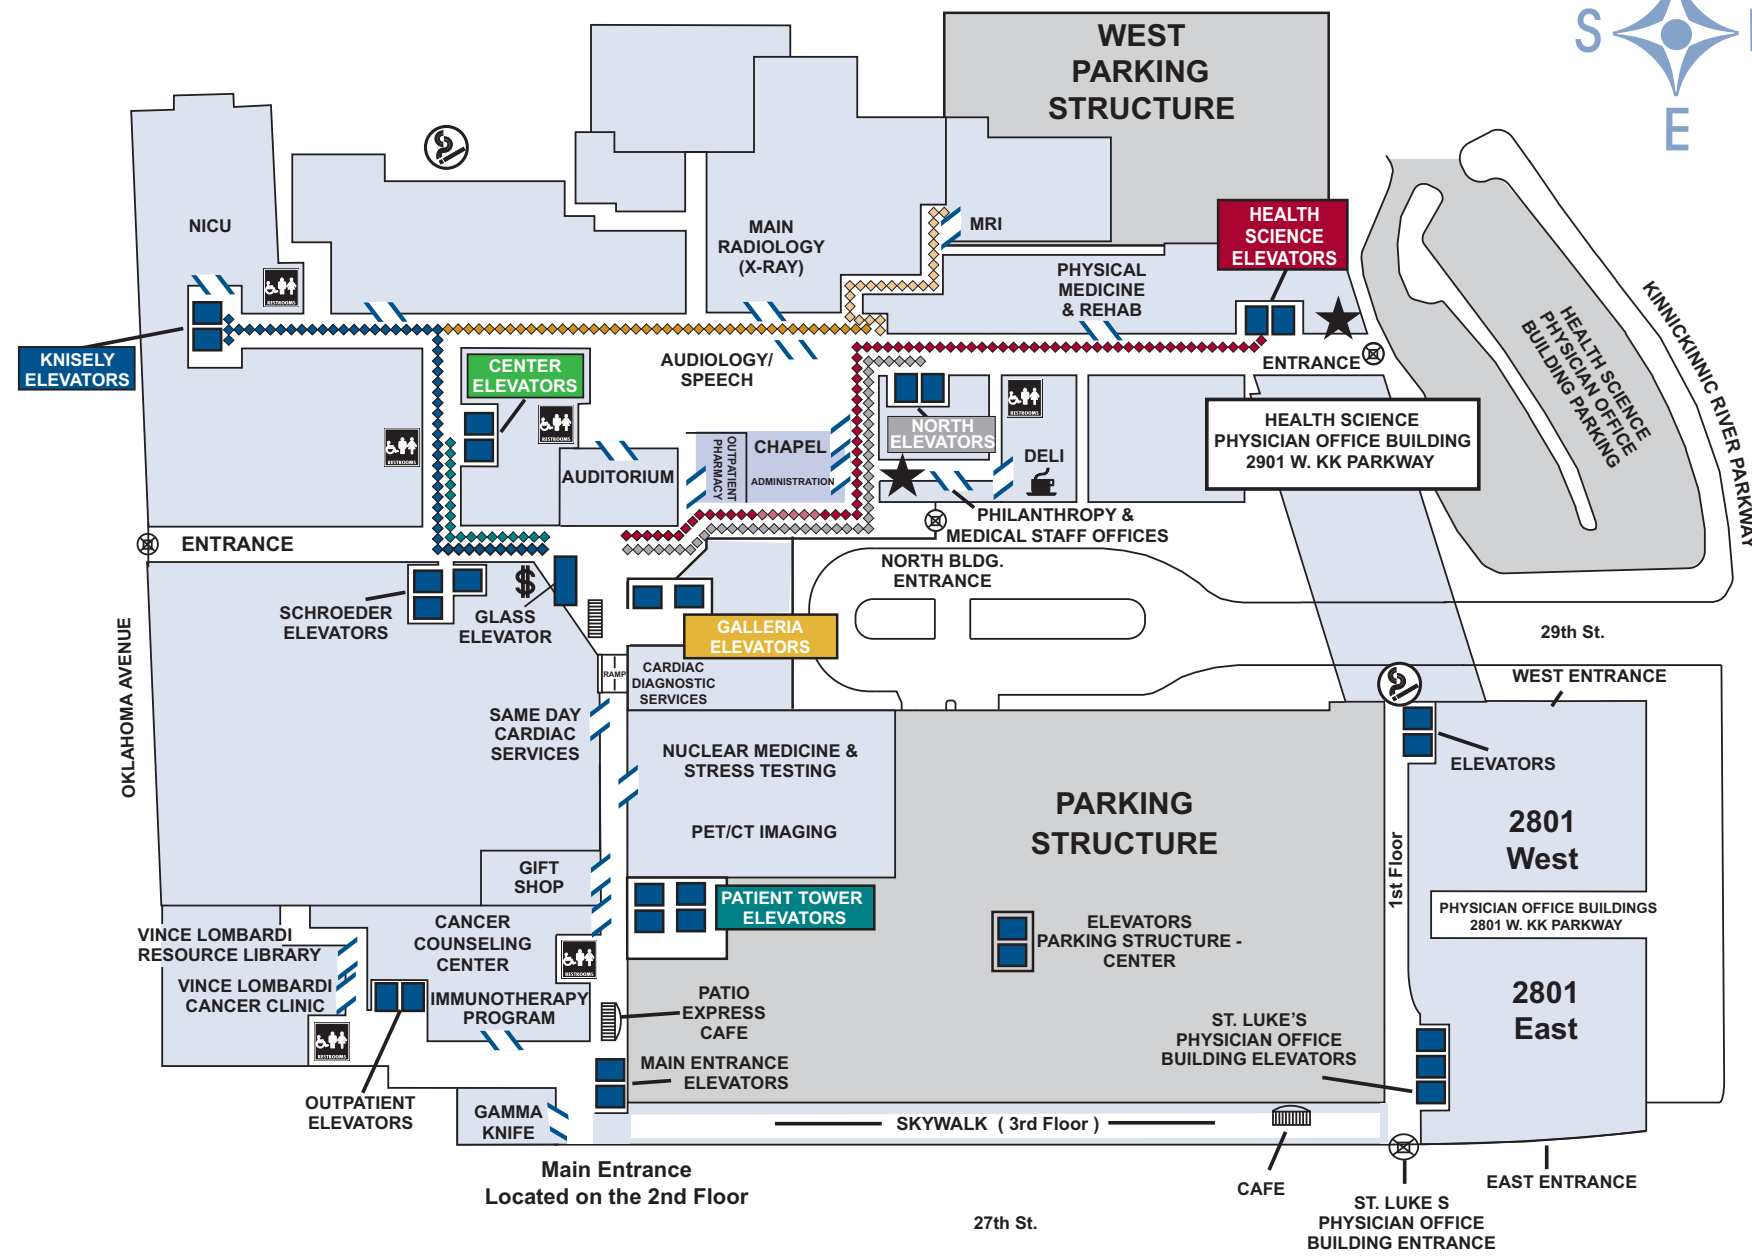 WEST
PARKING
STRUCTURE
S
E
NICU
MAIN
RADIOLOGY
(X-RAY)
MRI
HEALTH
SCIENCE
ELEVATORS
PHYSICAL
MEDICINE
& REHAB
RESTROOMS
KNISELY
ELEVATORS
CENTER
ELEVATORS
AUDIOLOGY/
SPEECH
ENTRANCE
KINNICKINNIC RIVER PARKWAY
HEALTH SCIENCE
PHYSICIAN OFFICE
BUILDING PARKING
RESTROOMS
RESTROOMS
RESTROOMS
NORTH
ELEVATORS
OUTPATIENT
PHARMACY
CHAPEL
ADMINISTRATION
AUDITORIUM
DELI
HEALTH SCIENCE
PHYSICIAN OFFICE BUILDING
2901 W. KK PARKWAY
PHILANTHROPY &
MEDICAL STAFF OFFICES
ENTRANCE
NORTH BLDG.
ENTRANCE
SCHROEDER
ELEVATORS
$
GLASS
ELEVATOR
GALLERIA
ELEVATORS
29th St.
OKLAHOMA AVENUE
RAMP
CARDIAC
DIAGNOSTIC
SERVICES
WEST ENTRANCE
SAME DAY
CARDIAC
SERVICES
NUCLEAR MEDICINE &
STRESS TESTING
ELEVATORS
PET/CT IMAGING
PARKING
STRUCTURE
2801
West
1st Floor
GIFT
SHOP
PATIENT TOWER
ELEVATORS
PHYSICIAN OFFICE BUILDINGS
2801 W. KK PARKWAY
VINCE LOMBARDI
RESOURCE LIBRARY
CANCER
COUNSELING
CENTER
RESTROOMS
ELEVATORS
PARKING STRUCTURE -
CENTER
VINCE LOMBARDI
CANCER CLINIC
IMMUNOTHERAPY
PROGRAM
PATIO
EXPRESS
CAFE
2801
East
RESTROOMS
ST. LUKE'S
PHYSICIAN OFFICE
BUILDING ELEVATORS
MAIN ENTRANCE
ELEVATORS
OUTPATIENT
ELEVATORS
GAMMA
KNIFE
SKYWALK ( 3rd Floor )
Main Entrance
Located on the 2nd Floor
CAFE
EAST ENTRANCE
27th St.
ST. LUKE S
PHYSICIAN OFFICE
BUILDING ENTRANCE